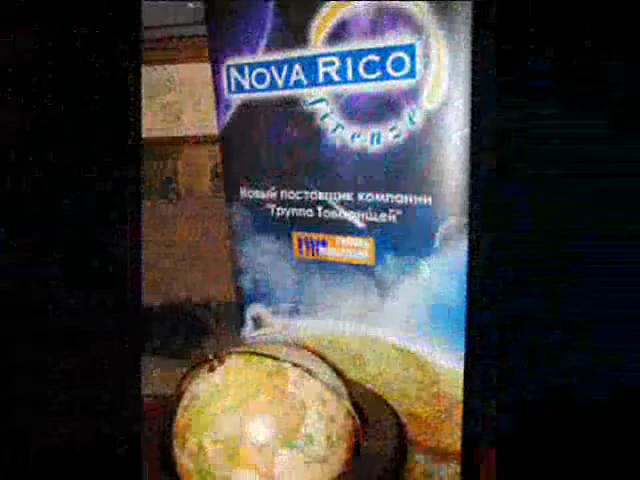 NOVA RICO
firenze
Новый поставщик компании
"Группа Товарищей"